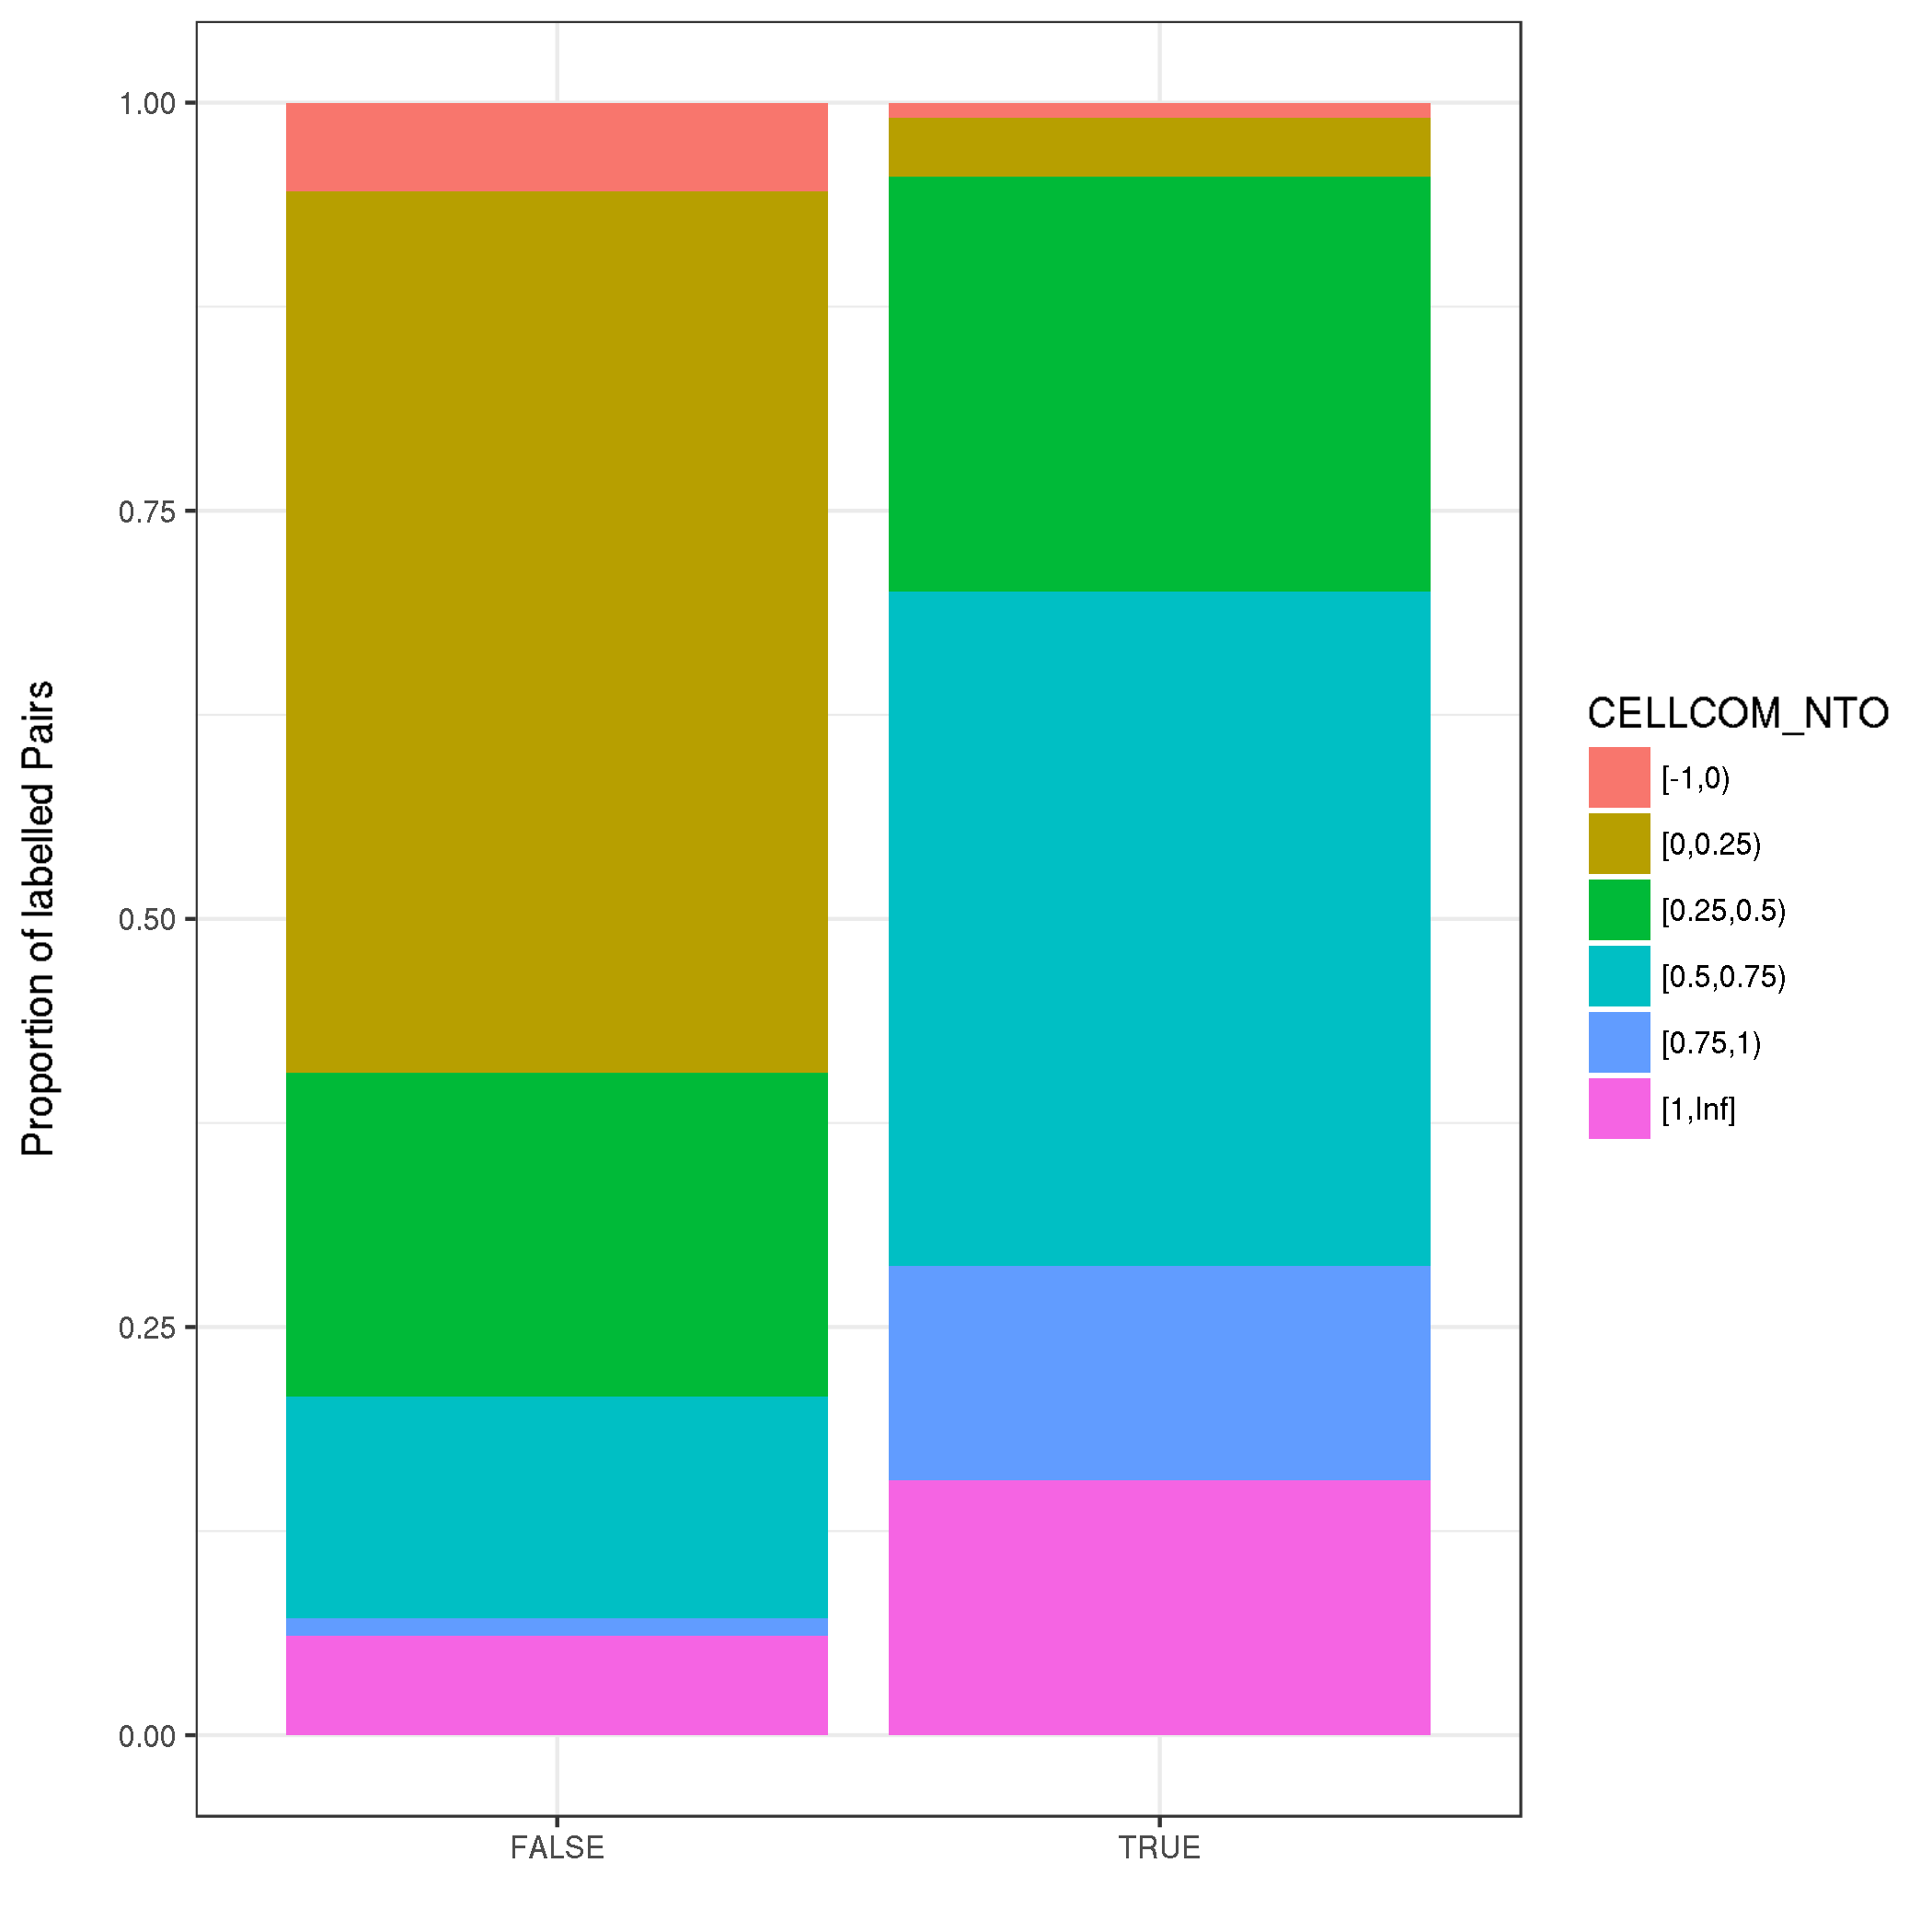 Proportion of labelled Pairs
1.00
0.75
0.50
0.25
0.00
FALSE
TRUE
CELLCOM_NTO
[-1,0)
[0,0.25)
[0.25,0.5)
[0.5,0.75)
[0.75,1)
[1,Inf]